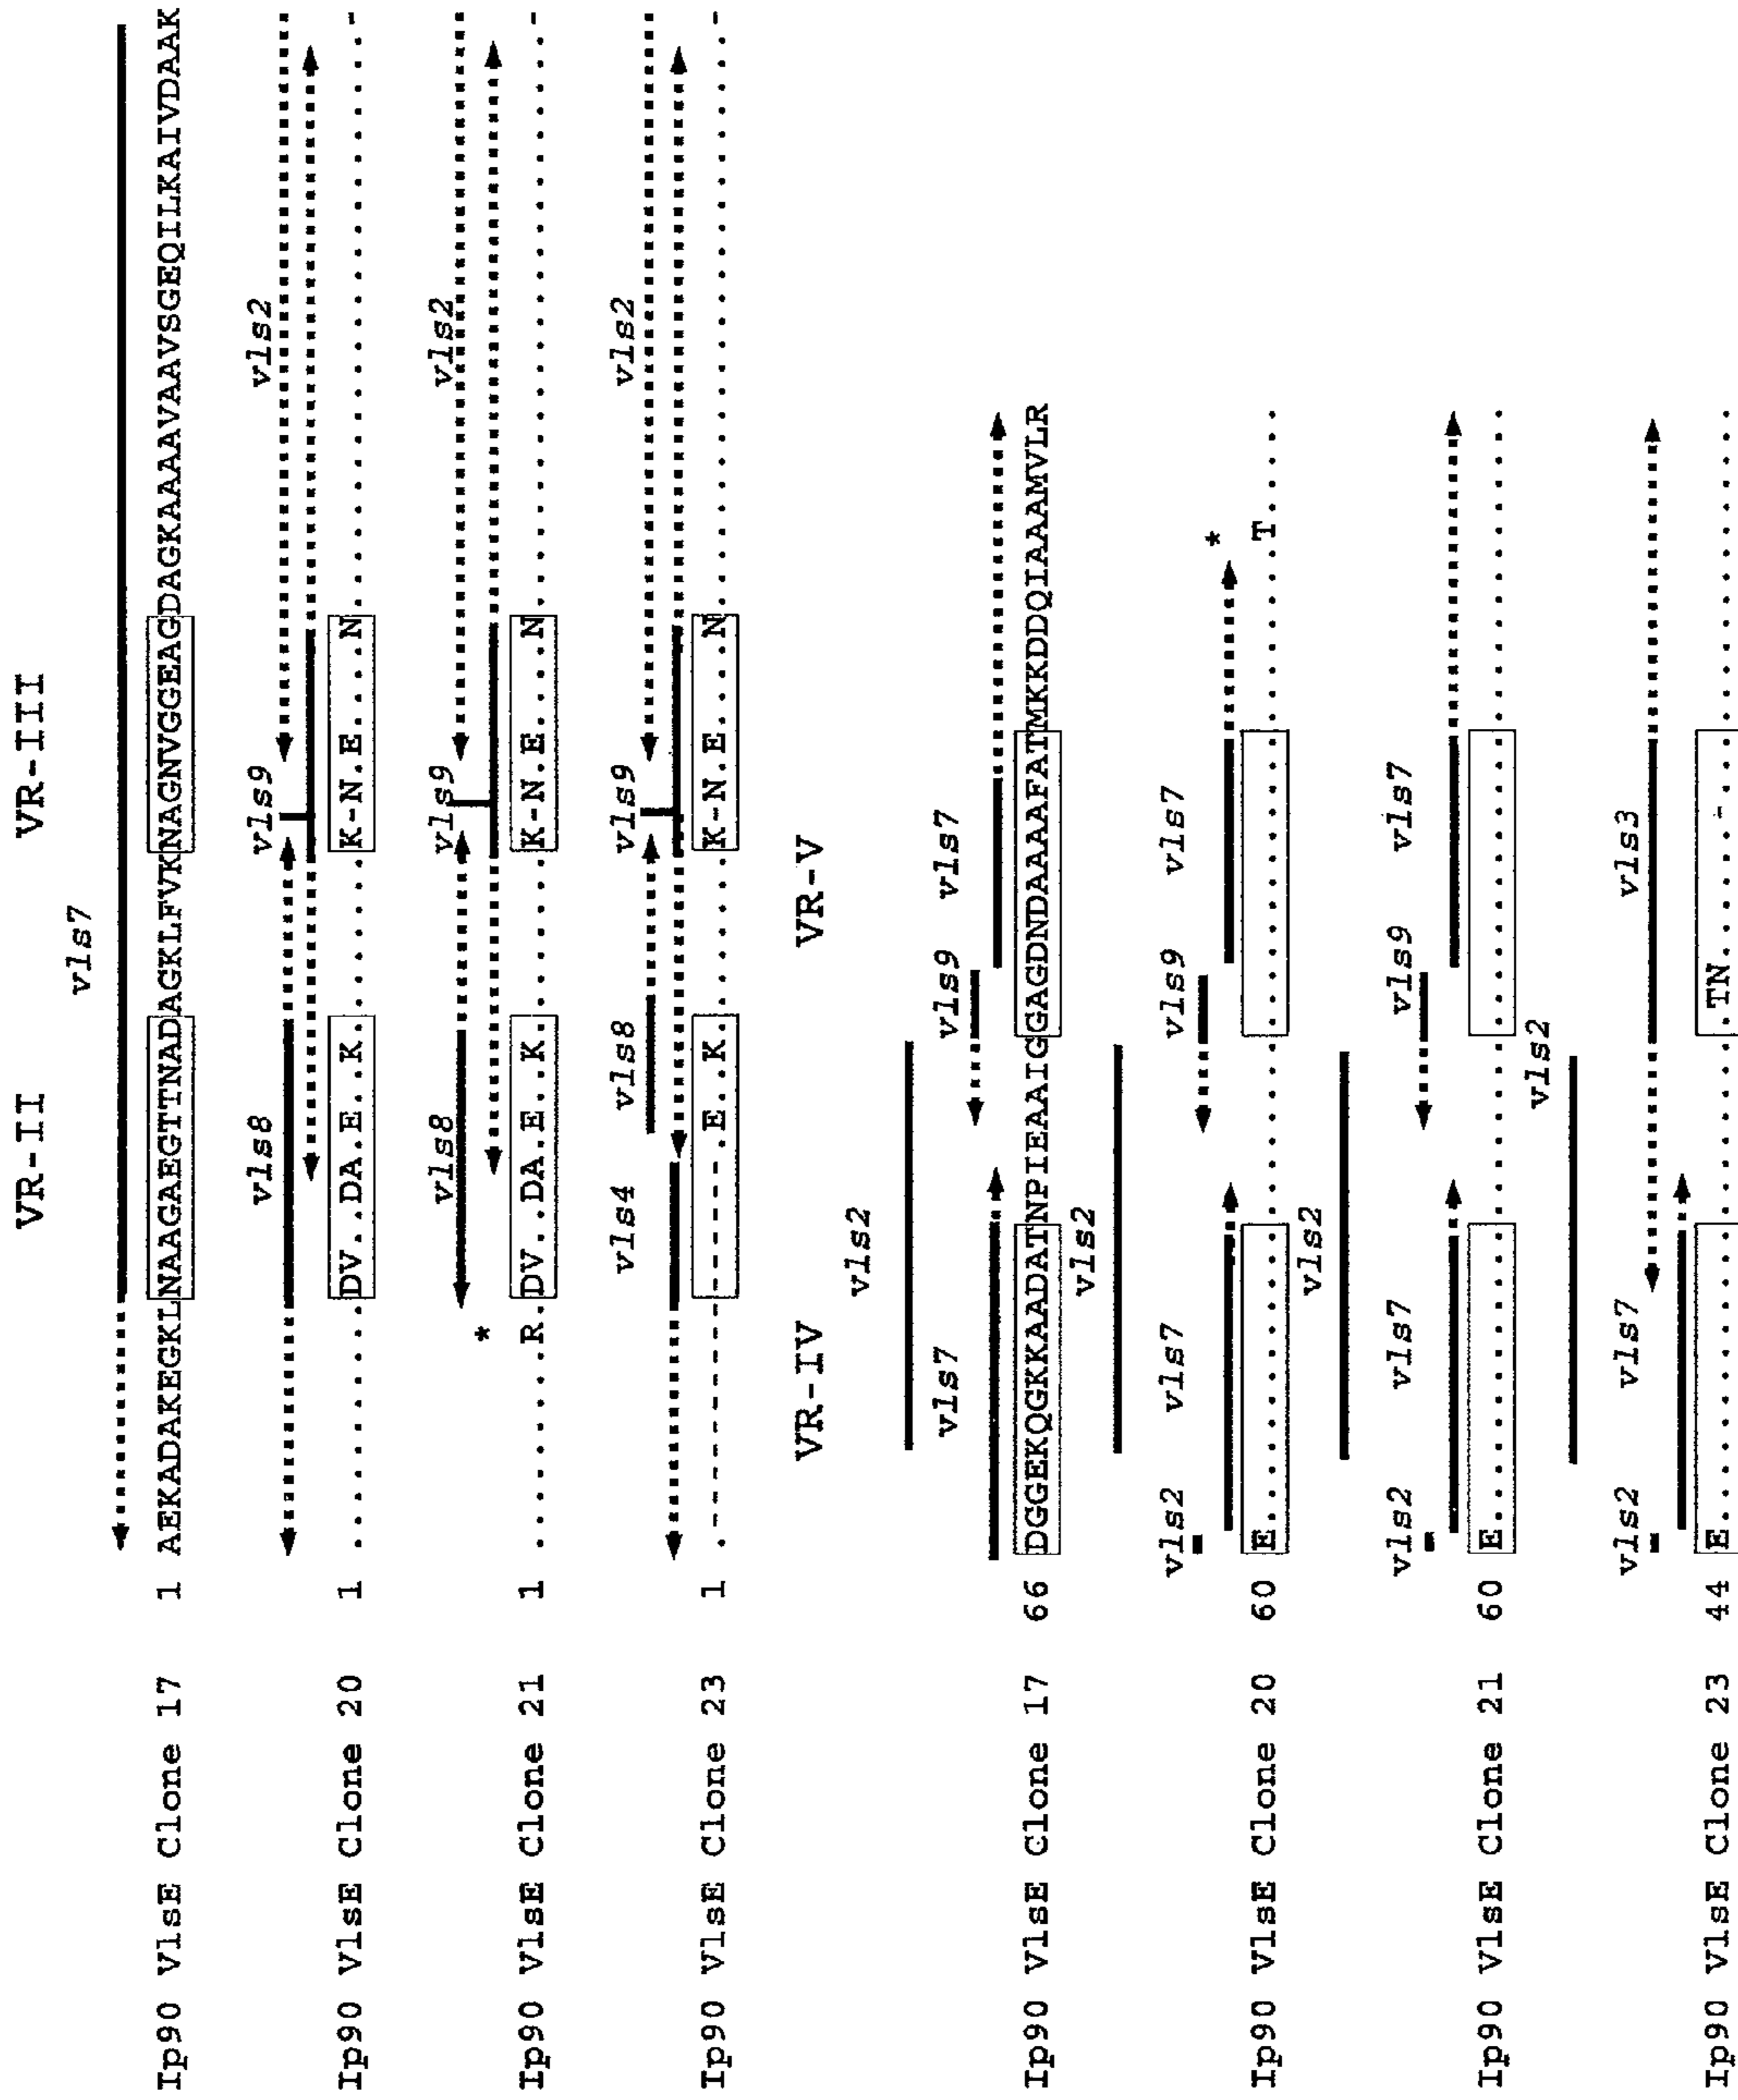 VR-II VR-III
vls7
Ip90 VlsE Clone 17 1 AEKADAKEGKLNAAGAEGTTNADAGKLFVKNAGNVGGEAGDAGKAAAAVAAVSGEQILKAIVDAAK
vls8 vls9 vls2
Ip90 VlsE Clone 20 1 ...........DV..DA.E..K........K-N.E....N.........................-
vls8 vls9 vls2
*
Ip90 VlsE Clone 21 1 .........R.DV..DA.E..K........K-N.E....N.........................-
vls4 vls8 vls9 vls2
Ip90 VlsE Clone 23 1 .----------------.E..K........K-N.E....N.........................-
VR-IV VR-V
vls2
vls7 vls9 vls7
Ip90 VlsE Clone 17 66 DGGEKQGKKAADATNPIEAAIGGAGDNDAAAAFATMKKDDQIAAAMVLR
vls2
vls2 vls7 vls9 vls7
*
Ip90 VlsE Clone 20 60 E..........................................T.....
vls2
vls2 vls7 vls9 vls7
Ip90 VlsE Clone 21 60 E................................................
vls2
vls2 vls7 vls3
Ip90 VlsE Clone 23 44 E......................TN......-.................